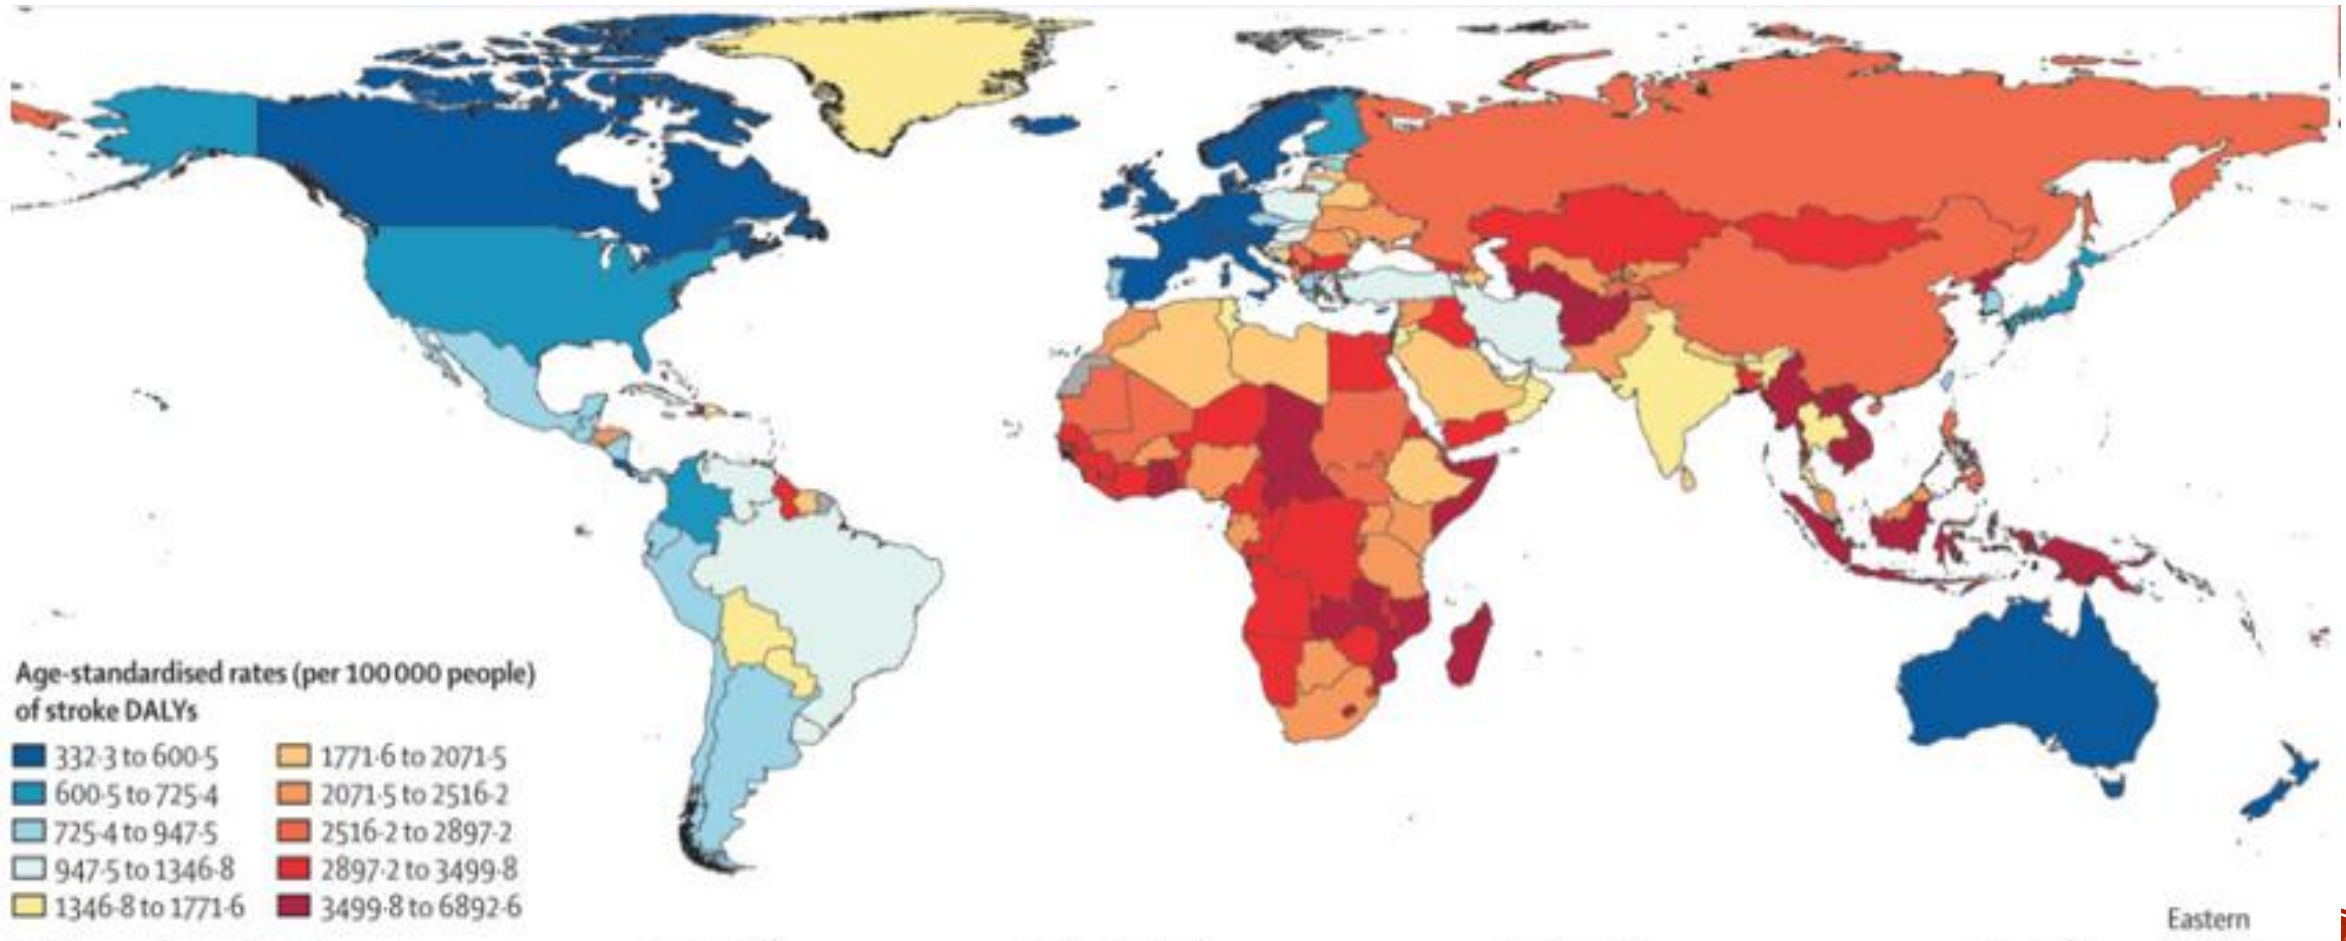 Age-standardised rates (per 100 000 people)
of stroke DALYs
332·3 to 600·5
600·5 to 725·4
725·4 to 947·5
947·5 to 1346·8
1346·8 to 1771·6
1771·6 to 2071·5
2071·5 to 2516·2
2516·2 to 2897·2
2897·2 to 3499·8
3499·8 to 6892·6
Eastern